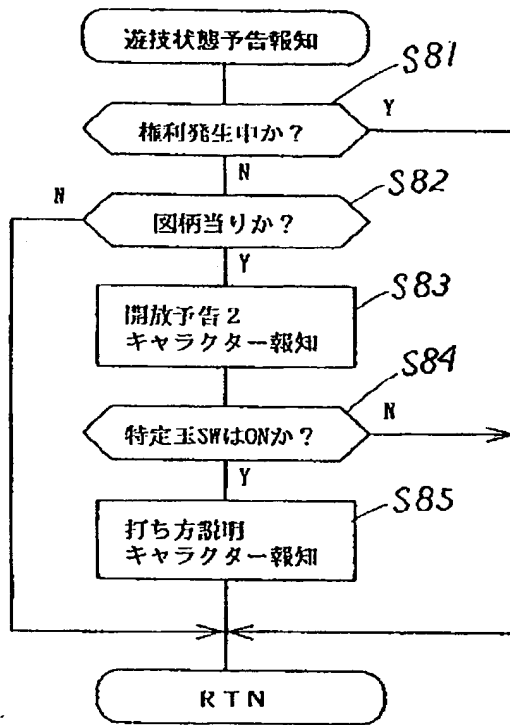 遊技状態予告報知
S81
権利発生中か？
Y
N
S82
N
図柄当りか？
Y
S83
開放予告２
キャラクター報知
S84
N
特定玉SWはONか？
Y
S85
打ち方説明
キャラクター報知
RTN